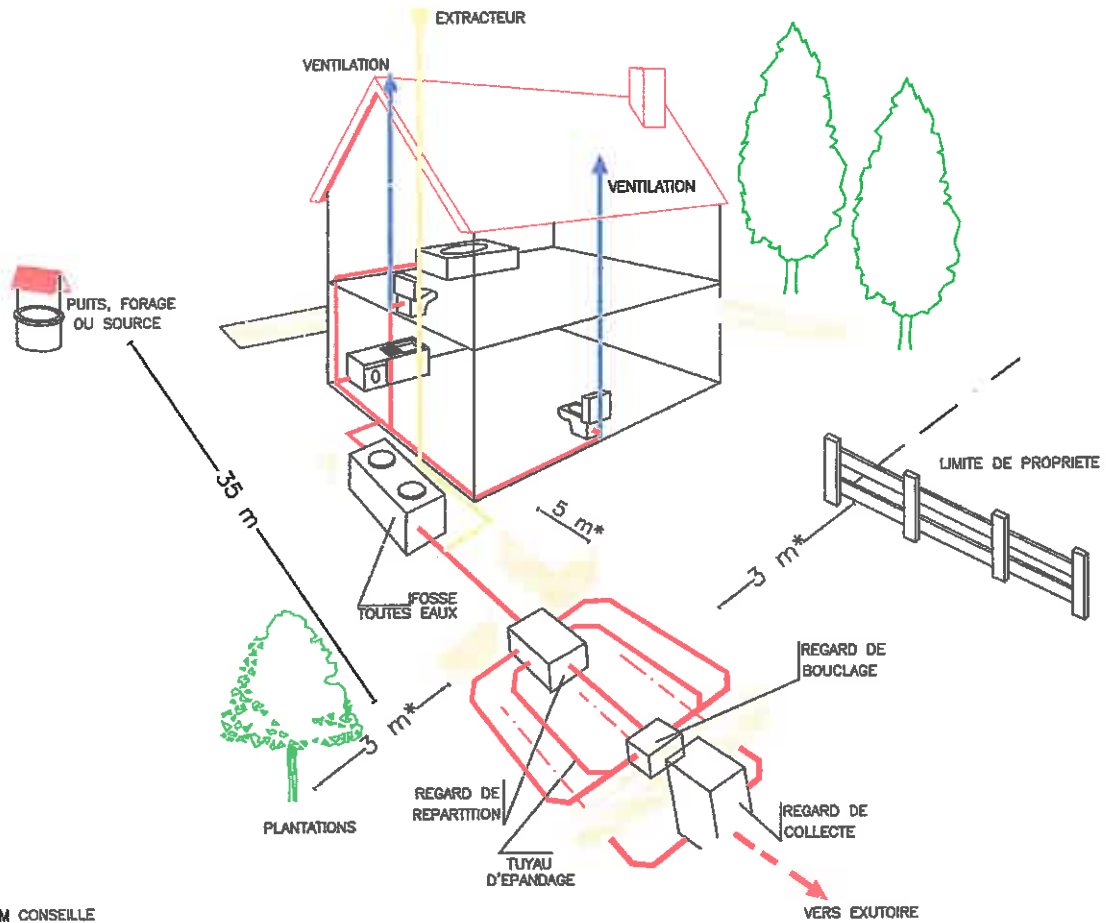 EXTRACTEUR
VENTILATION
VENTILATION
PUITS, FORAGE
OU SOURCE
35 m
LIMITE DE PROPRIETE
5 m*
3 m*
FOSSE
TOUTES EAUX
REGARD DE
BOUCLAGE
3 m*
REGARD DE
REPARTITION
PLANTATIONS
REGARD DE
COLLECTE
TUYAU
D'EPANDAGE
VERS EXUTOIRE
M CONSEILLE